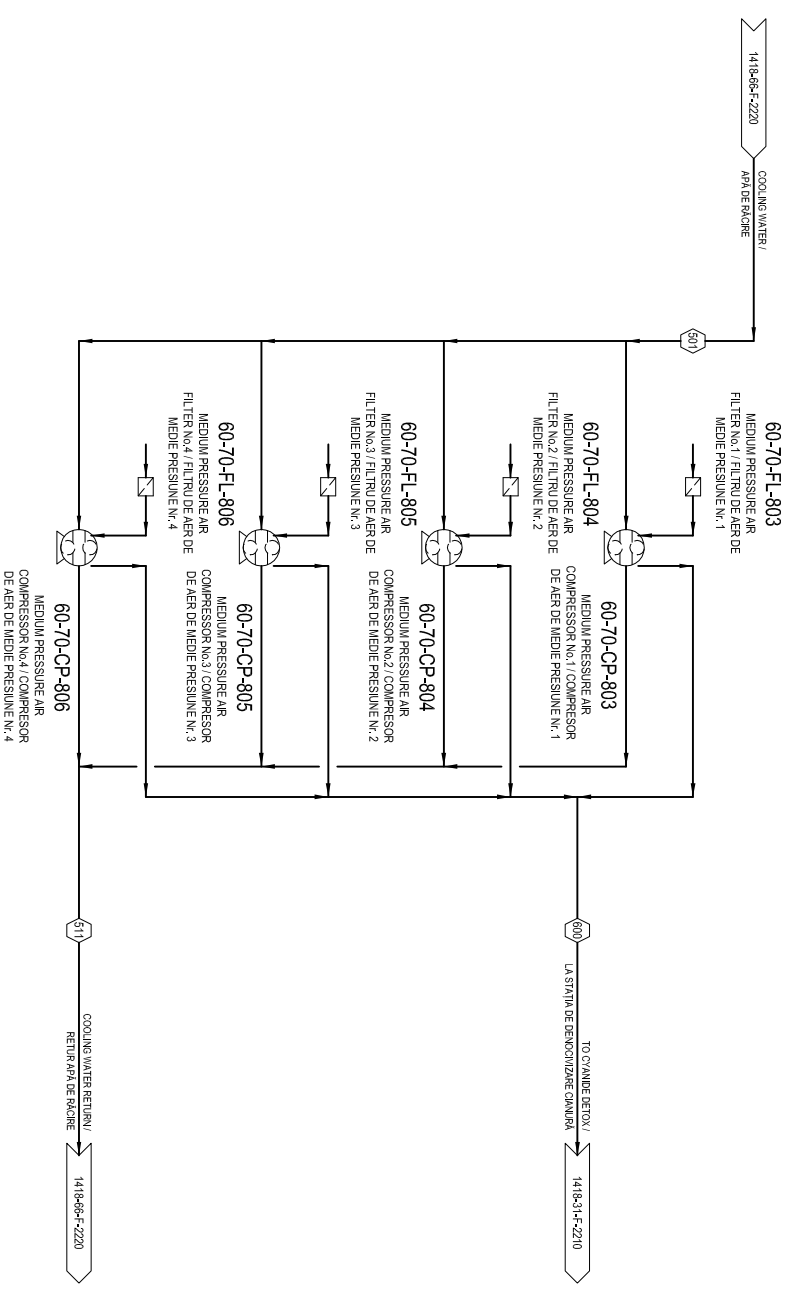 1418-66-F-2220
COOLING WATER /
APĂ DE RĂCIRE
501
60-70-FL-803
MEDIUM PRESSURE AIR
FILTER No.1 / FILTRU DE AER DE
MEDIE PRESIUNE Nr. 1
60-70-CP-803
MEDIUM PRESSURE AIR
COMPRESSOR No.1 / COMPRESOR
DE AER DE MEDIE PRESIUNE Nr. 1
60-70-FL-804
MEDIUM PRESSURE AIR
FILTER No.2 / FILTRU DE AER DE
MEDIE PRESIUNE Nr. 2
60-70-CP-804
MEDIUM PRESSURE AIR
COMPRESSOR No.2 / COMPRESOR
DE AER DE MEDIE PRESIUNE Nr. 2
60-70-FL-805
MEDIUM PRESSURE AIR
FILTER No.3 / FILTRU DE AER DE
MEDIE PRESIUNE Nr. 3
60-70-CP-805
MEDIUM PRESSURE AIR
COMPRESSOR No.3 / COMPRESOR
DE AER DE MEDIE PRESIUNE Nr. 3
60-70-FL-806
MEDIUM PRESSURE AIR
FILTER No.4 / FILTRU DE AER DE
MEDIE PRESIUNE Nr. 4
60-70-CP-806
MEDIUM PRESSURE AIR
COMPRESSOR No.4 / COMPRESOR
DE AER DE MEDIE PRESIUNE Nr. 4
600
TO CYANIDE DETOX /
LA STAȚIA DE DENOCIVIZARE CIANURĂ
1418-31-F-2210
511
COOLING WATER RETURN /
RETUR APĂ DE RĂCIRE
1418-66-F-2220